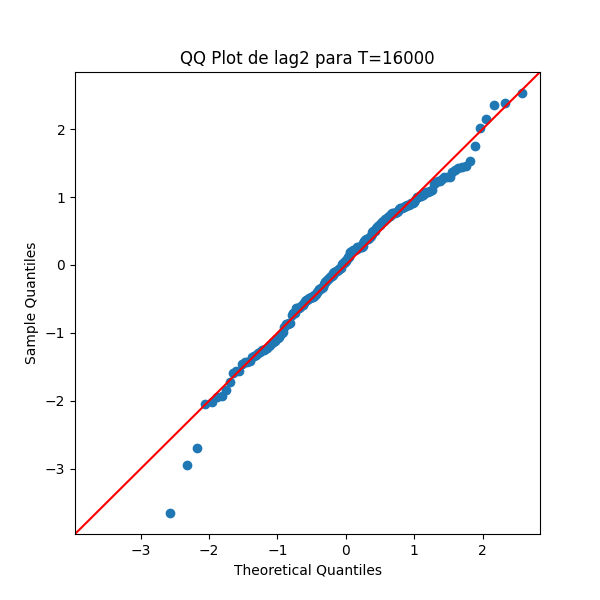 QQ Plot de lag2 para T=16000
2
1
0
−1
−2
−3
Sample Quantiles
−3 −2 −1 0 1 2
Theoretical Quantiles